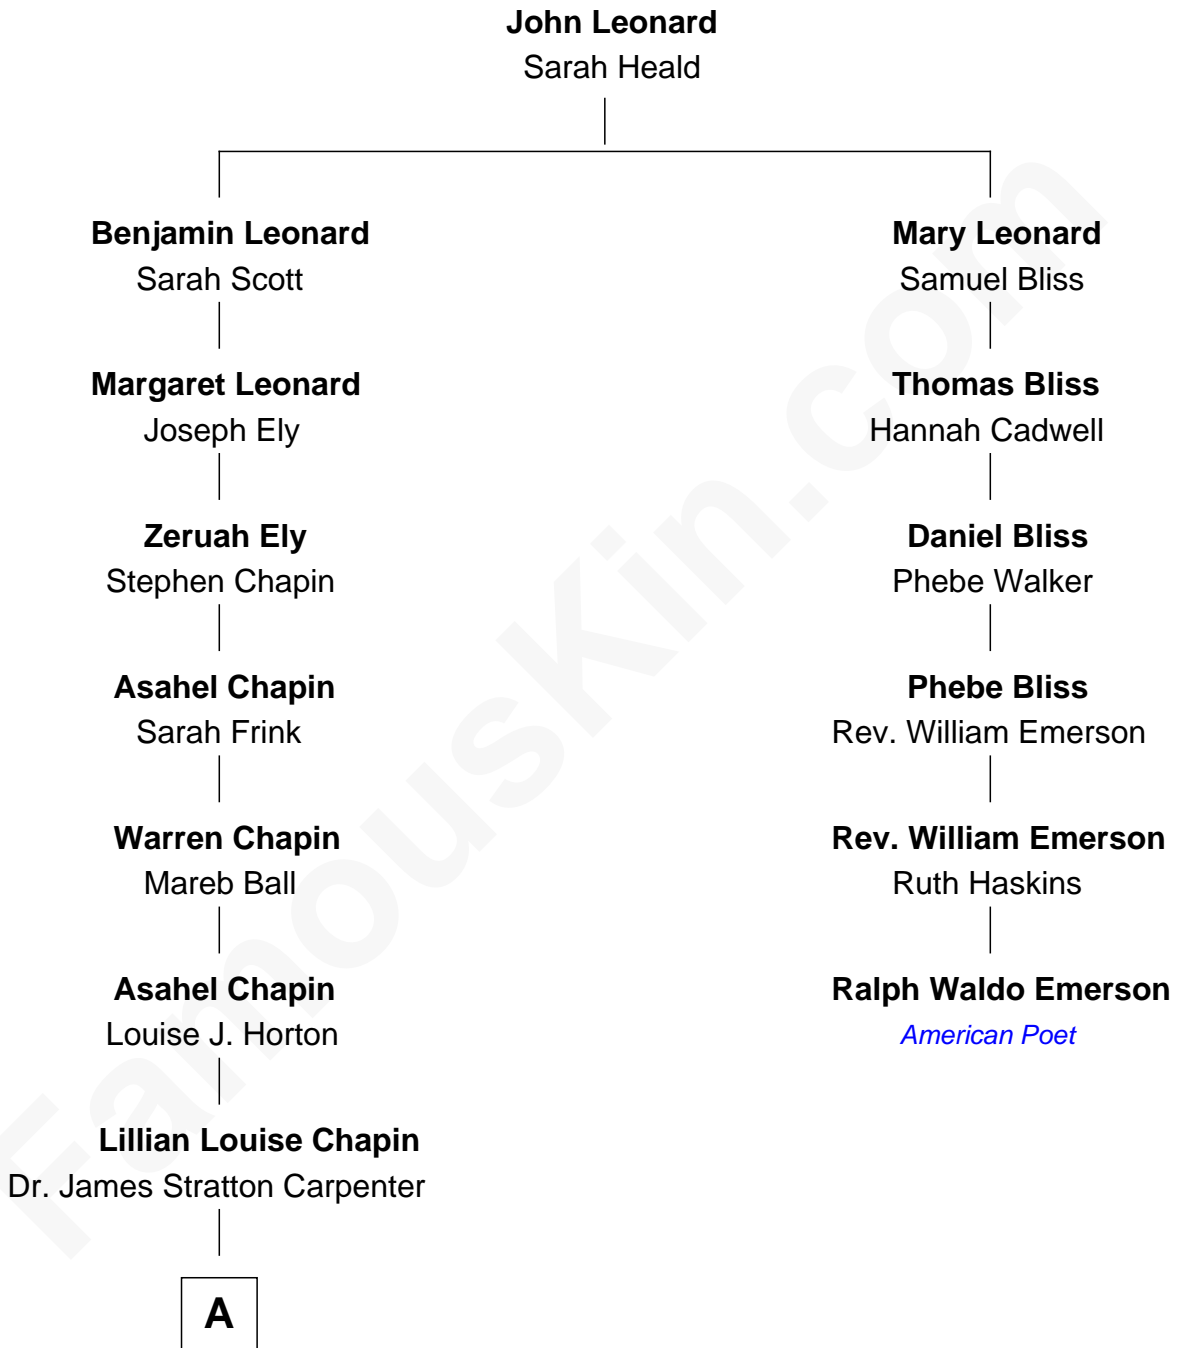 John Leonard
Sarah Heald
Benjamin Leonard
Sarah Scott
Margaret Leonard
Joseph Ely
Zeruah Ely
Stephen Chapin
Asahel Chapin
Sarah Frink
Warren Chapin
Mareb Ball
Asahel Chapin
Louise J. Horton
Lillian Louise Chapin
Dr. James Stratton Carpenter
A
Mary Leonard
Samuel Bliss
Thomas Bliss
Hannah Cadwell
Daniel Bliss
Phebe Walker
Phebe Bliss
Rev. William Emerson
Rev. William Emerson
Ruth Haskins
Ralph Waldo Emerson
American Poet
FamousKin.com